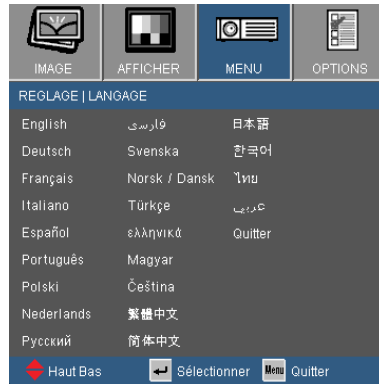 IMAGE AFFICHER MENU OPTIONS
REGLAGE | LANGAGE
English فارسی 日本語
Deutsch Svenska 한국어
Français Norsk / Dansk ไทย
Italiano Türkçe عربي
Español ελληνικά Quitter
Português Magyar
Polski Čeština
Nederlands 繁體中文
Русский 简体中文
Haut Bas Sélectionner Menu Quitter